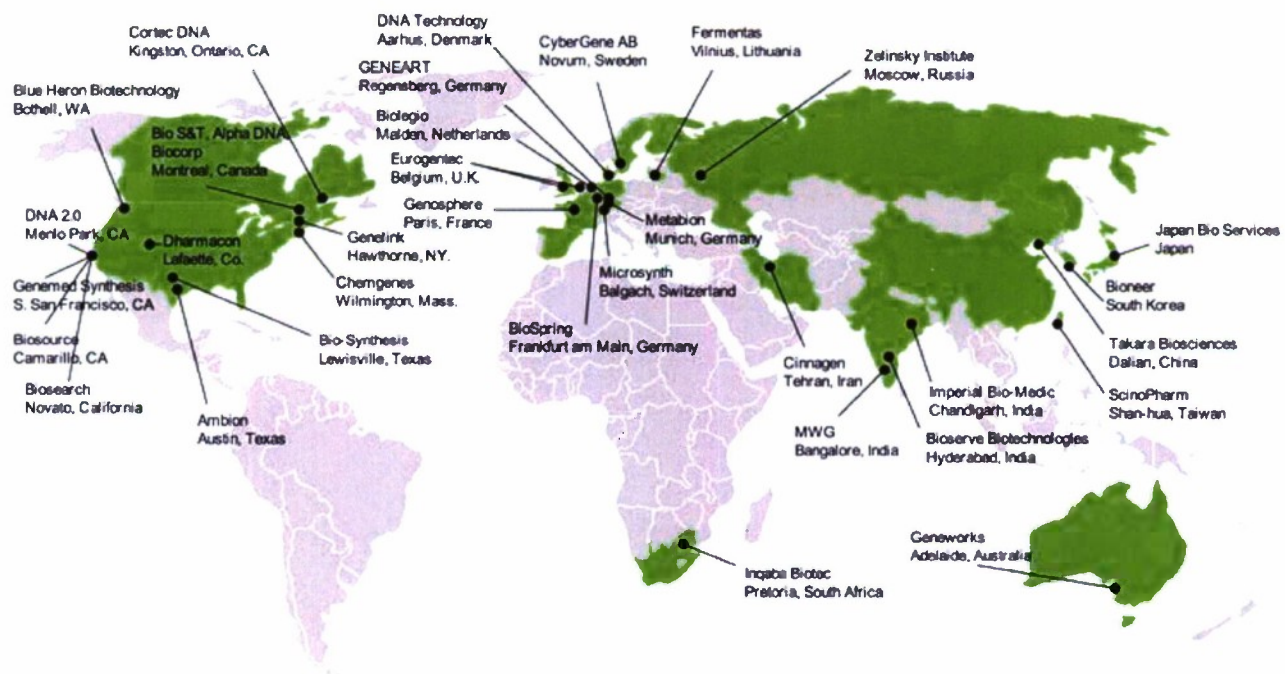 Cortec DNA
Kingston, Ontario, CA
DNA Technology
Aarhus, Denmark
CyberGene AB
Novum, Sweden
Fermentas
Vilnius, Lithuania
Zelinsky Institute
Moscow, Russia
GENEART
Regensberg, Germany
Blue Heron Biotechnology
Bothell, WA
Bio S&T, Alpha DNA,
Biocorp
Montreal, Canada
Biolegio
Malden, Netherlands
Eurogentec
Belgium, U.K.
Genosphere
Paris, France
DNA 2.0
Menlo Park, CA
Dharmacon
Lafaette, Co.
Genelink
Hawthorne, NY.
Metabion
Munich, Germany
Japan Bio Services
Japan
Genemed Synthesis
S. San Francisco, CA
Chemgenes
Wilmington, Mass.
Microsynth
Balgach, Switzerland
Bioneer
South Korea
Biosource
Camarillo, CA
Bio-Synthesis
Lewisville, Texas
BioSpring
Frankfurt am Main, Germany
Cinnagen
Tehran, Iran
Takara Biosciences
Dalian, China
Biosearch
Novato, California
Imperial Bio-Medic
Chandigarh, India
ScinoPharm
Shan-hua, Taiwan
Ambion
Austin, Texas
MWG
Bangalore, India
Bioserve Biotechnologies
Hyderabad, India
Geneworks
Adelaide, Australia
Inqaba Biotec
Pretoria, South Africa